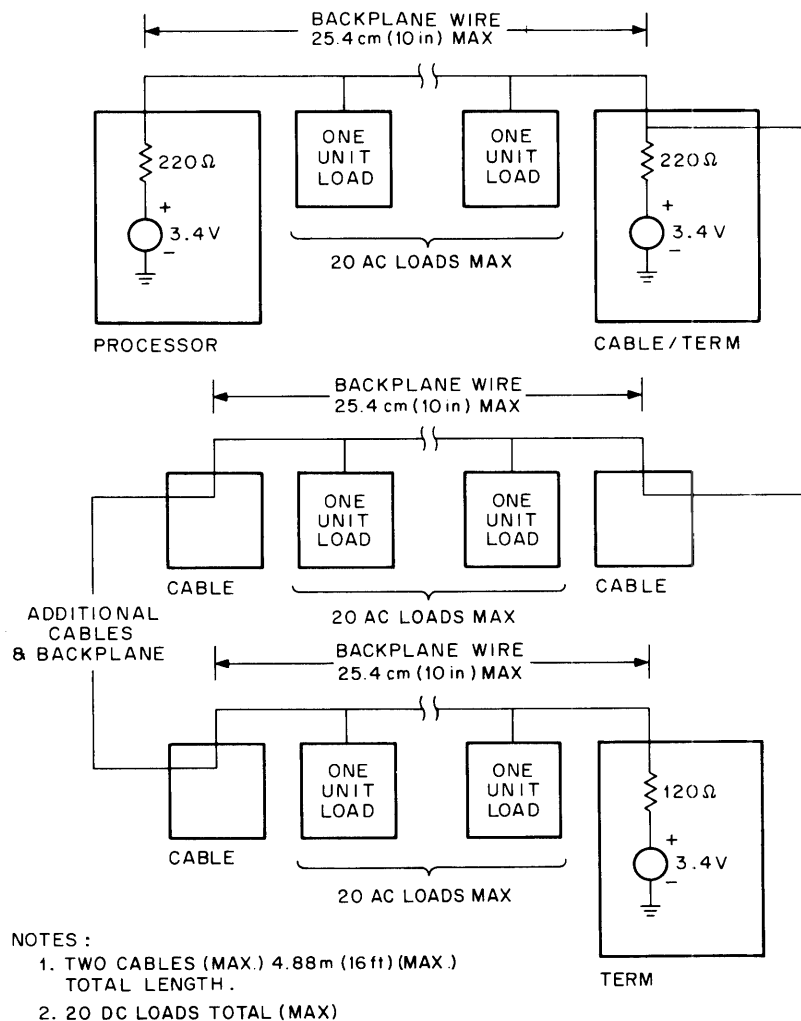 BACKPLANE WIRE
25.4 cm (10 in) MAX
220Ω
+
3.4V
-
ONE
UNIT
LOAD
ONE
UNIT
LOAD
220Ω
+
3.4V
-
20 AC LOADS MAX
PROCESSOR
CABLE/TERM
BACKPLANE WIRE
25.4 cm (10 in) MAX
ONE
UNIT
LOAD
ONE
UNIT
LOAD
CABLE
CABLE
20 AC LOADS MAX
ADDITIONAL
CABLES
& BACKPLANE
BACKPLANE WIRE
25.4 cm (10 in) MAX
ONE
UNIT
LOAD
ONE
UNIT
LOAD
120Ω
+
3.4V
-
CABLE
20 AC LOADS MAX
TERM
NOTES :
1. TWO CABLES (MAX.) 4.88m (16ft) (MAX.)
TOTAL LENGTH.
2. 20 DC LOADS TOTAL (MAX)